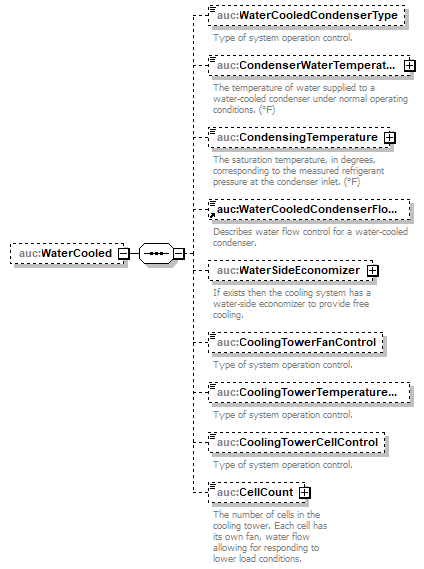 auc:WaterCooledCondenserType
Type of system operation control.
auc:CondenserWaterTemperat...
The temperature of water supplied to a
water-cooled condenser under normal operating
conditions. (°F)
auc:CondensingTemperature
The saturation temperature, in degrees,
corresponding to the measured refrigerant
pressure at the condenser inlet. (°F)
auc:WaterCooledCondenserFlo...
Describes water flow control for a water-cooled
condenser.
auc:WaterCooled
auc:WaterSideEconomizer
If exists then the cooling system has a
water-side economizer to provide free
cooling.
auc:CoolingTowerFanControl
Type of system operation control.
auc:CoolingTowerTemperature...
Type of system operation control.
auc:CoolingTowerCellControl
Type of system operation control.
auc:CellCount
The number of cells in the
cooling tower. Each cell has
its own fan, water flow
allowing for responding to
lower load conditions.